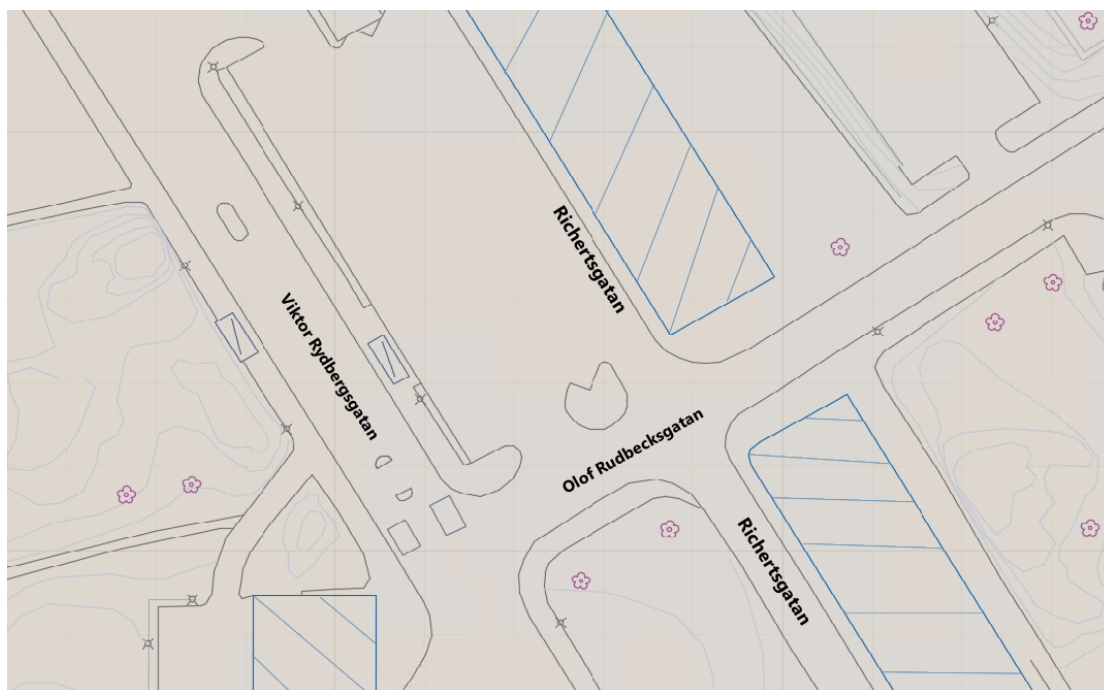 Richertsgatan
Viktor Rydbergsgatan
Olof Rudbecksgatan
Richertsgatan